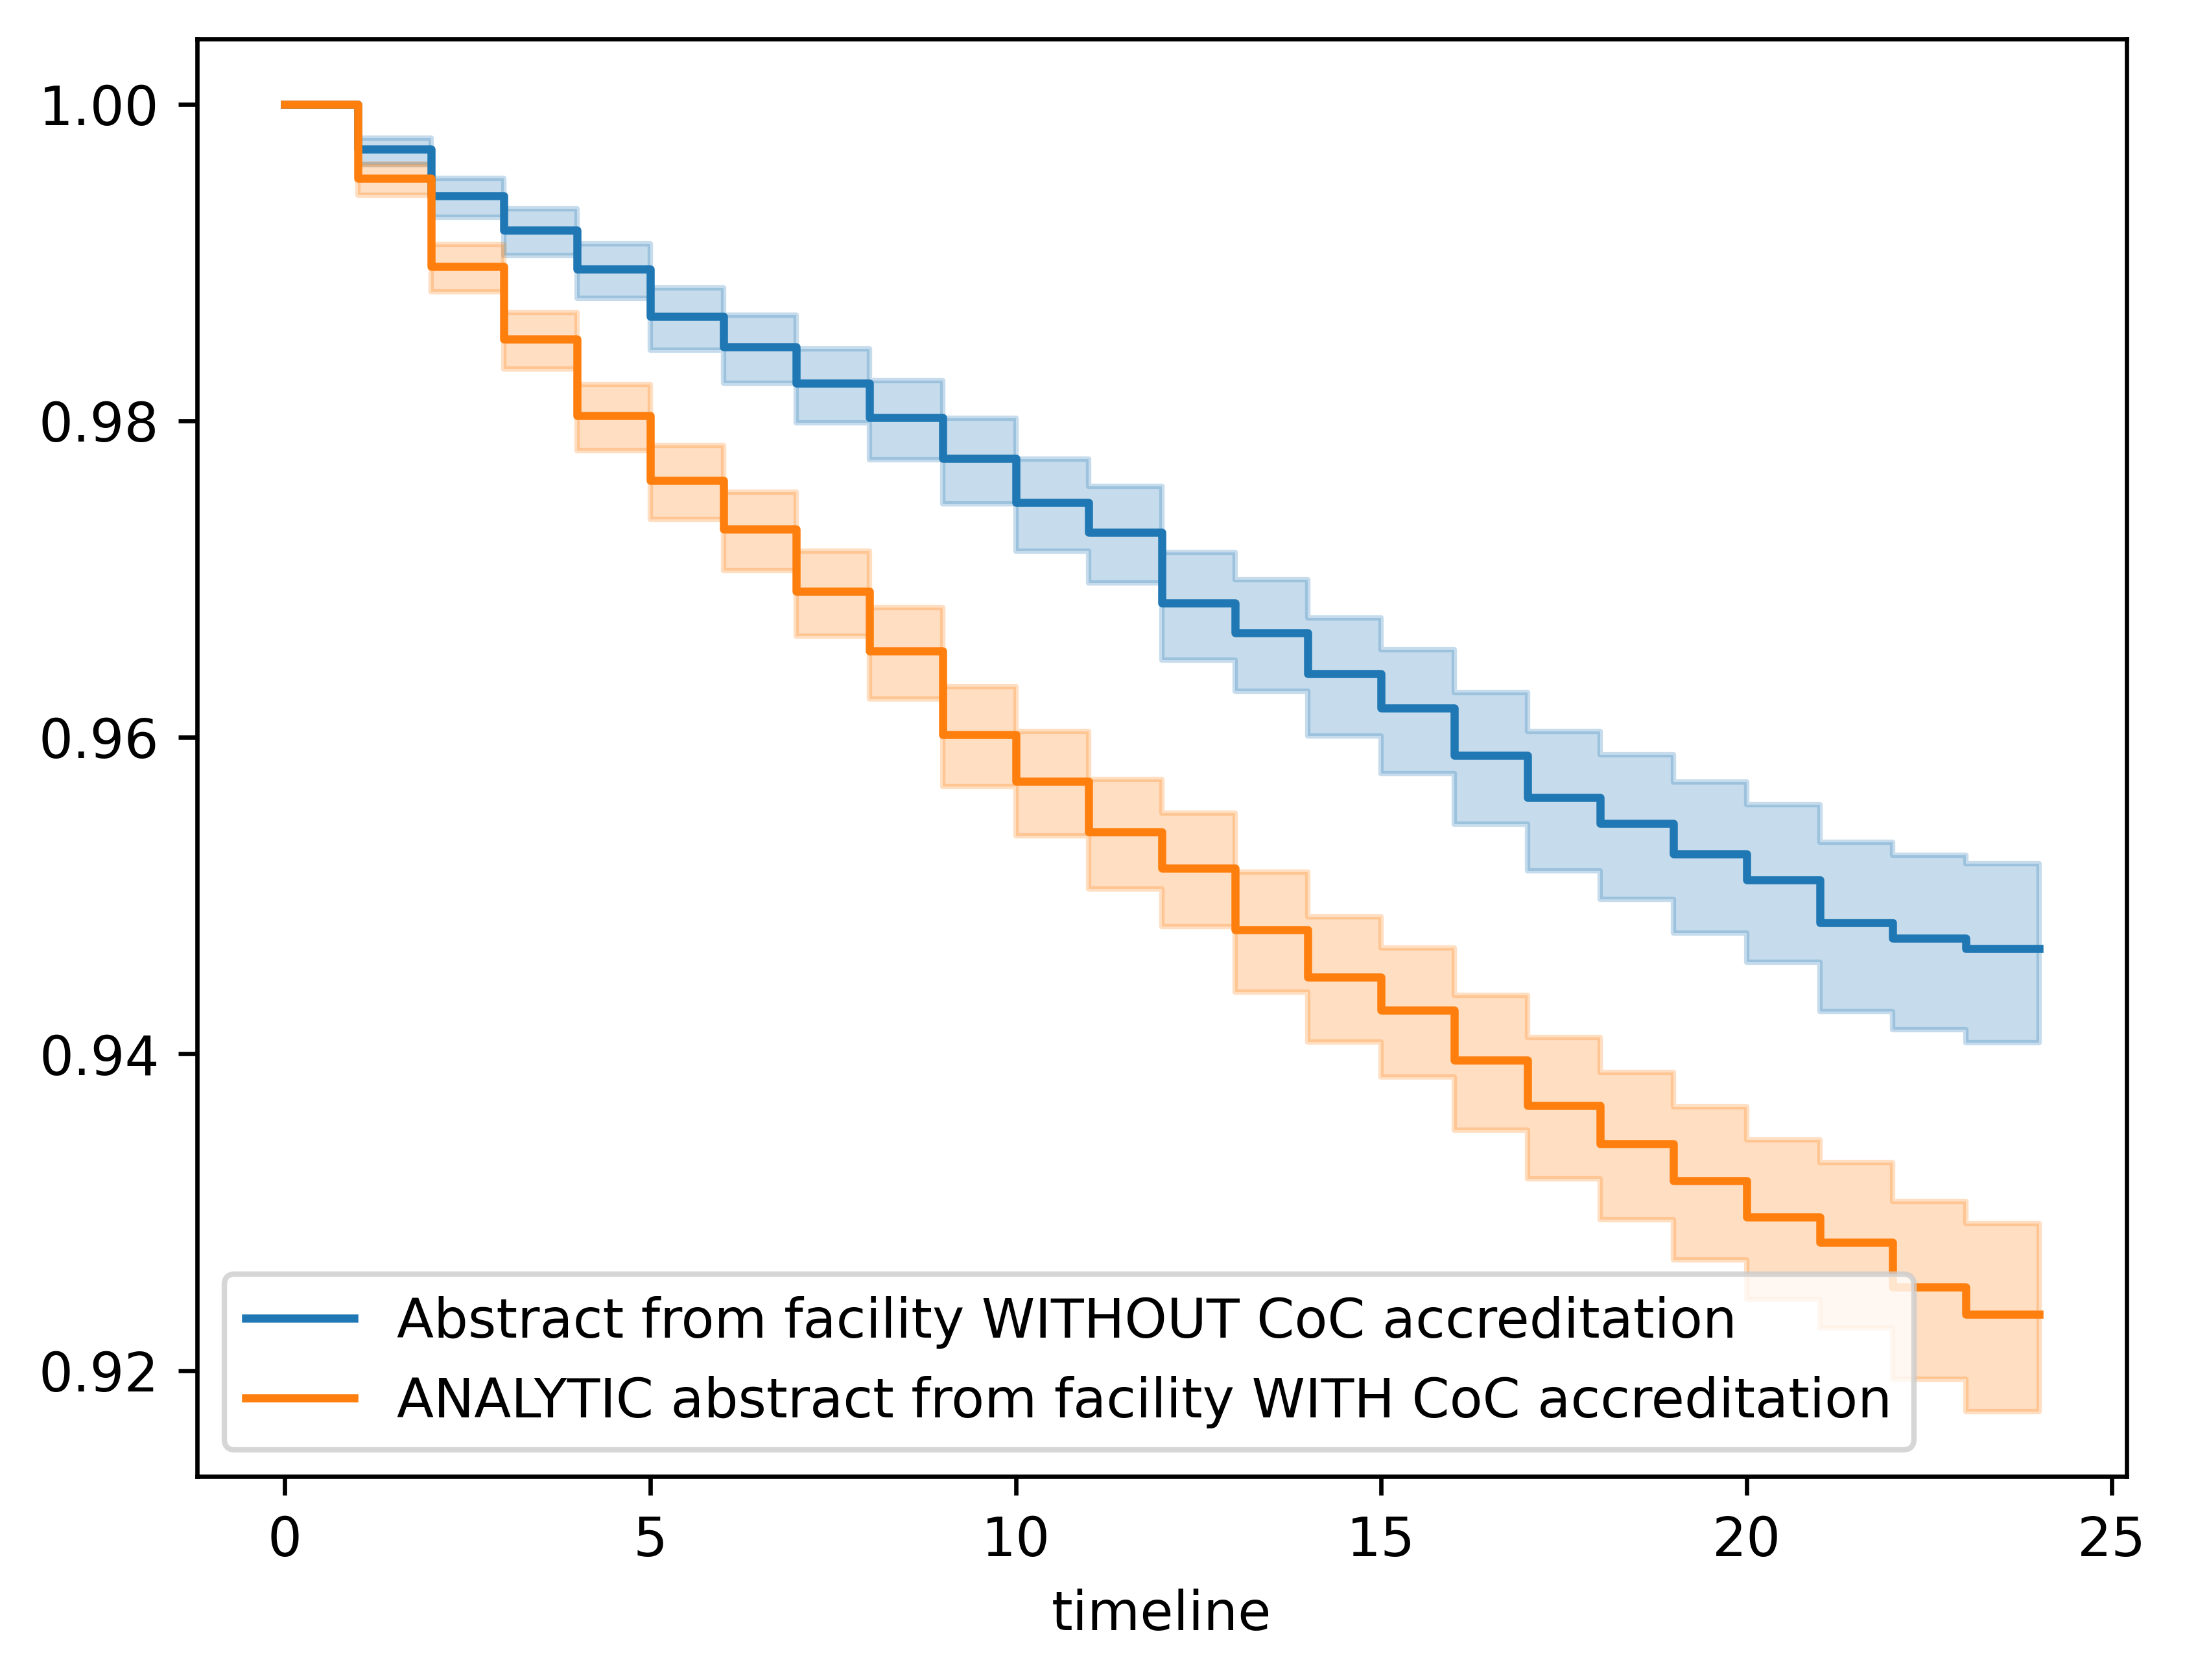 1.00
0.98
0.96
0.94
0.92
Abstract from facility WITHOUT CoC accreditation
ANALYTIC abstract from facility WITH CoC accreditation
0 5 10 15 20 25
timeline